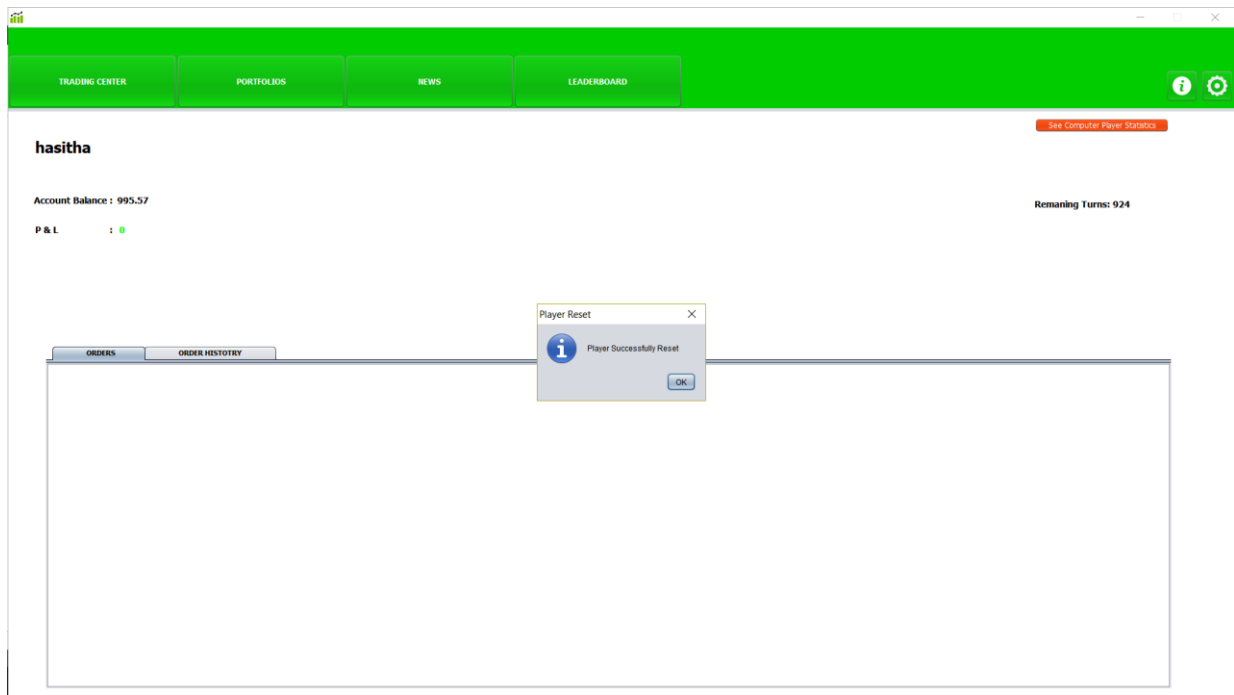 TRADING CENTER PORTFOLIOS NEWS LEADERBOARD
See Computer Player Statistics
hasitha
Account Balance : 995.57
Remaning Turns: 924
P & L : 0
Player Reset
Player Successfully Reset
OK
ORDERS ORDER HISTOTRY